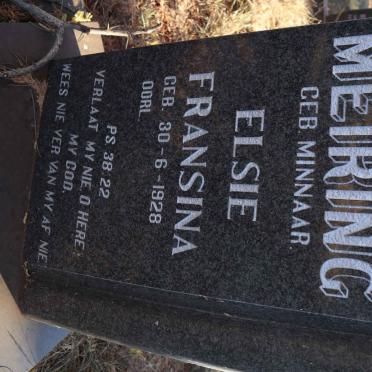 MEIRING
GEB MINNAAR.
ELSIE
FRANSINA
GEB. 30-6-1928
OORL.
PS. 38:22
VERLAAT MY NIE, O HERE
MY GOD,
WEES NIE VER VAN MY AF NIE.